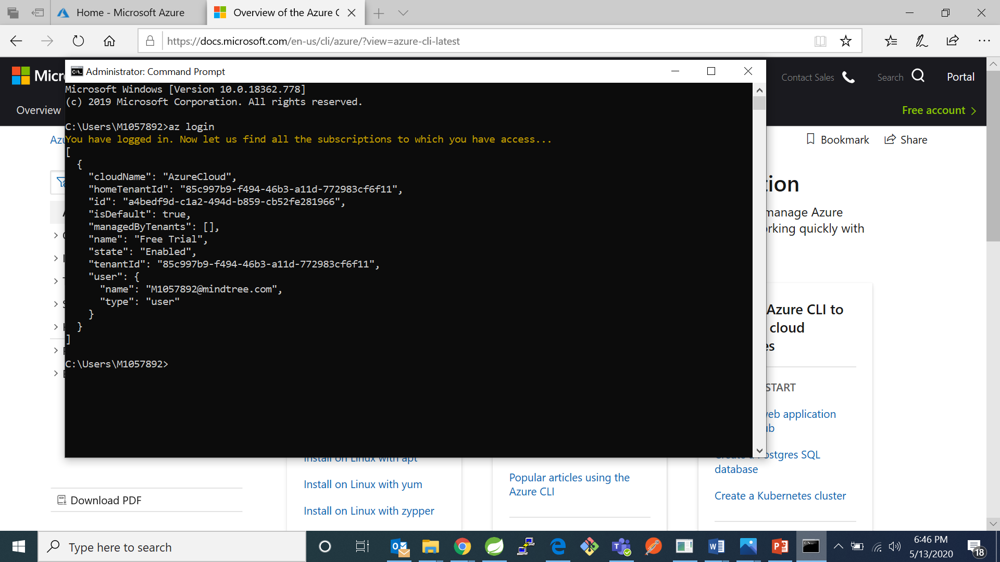 Home - Microsoft Azure
Overview of the Azure C
https://docs.microsoft.com/en-us/cli/azure/?view=azure-cli-latest
Contact Sales
Search
Portal
Overview
Free account
Bookmark
Share
Administrator: Command Prompt
Microsoft Windows [Version 10.0.18362.778]
(c) 2019 Microsoft Corporation. All rights reserved.
C:\Users\M1057892>az login
You have logged in. Now let us find all the subscriptions to which you have access...
[
  {
    "cloudName": "AzureCloud",
    "homeTenantId": "85c997b9-f494-46b3-a11d-772983cf6f11",
    "id": "a4bedf9d-c1a2-494d-b859-cb52fe281966",
    "isDefault": true,
    "managedByTenants": [],
    "name": "Free Trial",
    "state": "Enabled",
    "tenantId": "85c997b9-f494-46b3-a11d-772983cf6f11",
    "user": {
      "name": "M1057892@mindtree.com",
      "type": "user"
    }
  }
]
C:\Users\M1057892>
manage Azure
quickly with
Azure CLI to
cloud
START
web application
Download PDF
Install on Linux with apt
Install on Linux with yum
Install on Linux with zypper
Popular articles using the
Azure CLI
Create a Postgres SQL
database
Create a Kubernetes cluster
Type here to search
6:46 PM
5/13/2020
18